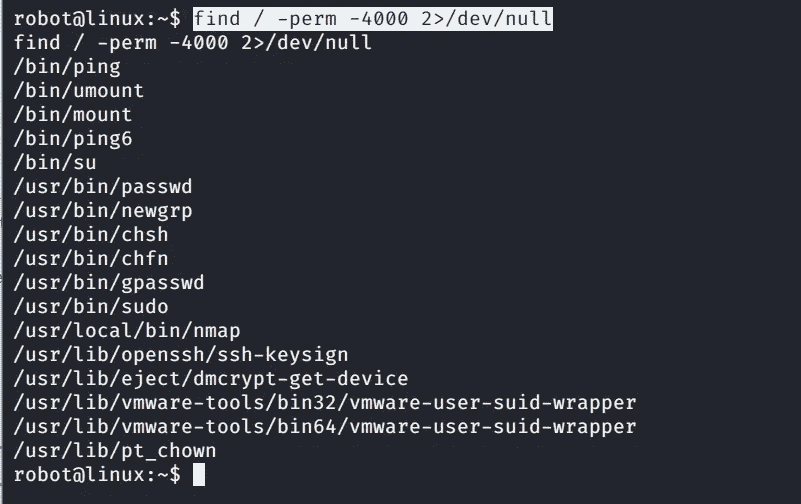 robot@linux:~$ find / -perm -4000 2>/dev/null
find / -perm -4000 2>/dev/null
/bin/ping
/bin/umount
/bin/mount
/bin/ping6
/bin/su
/usr/bin/passwd
/usr/bin/newgrp
/usr/bin/chsh
/usr/bin/chfn
/usr/bin/gpasswd
/usr/bin/sudo
/usr/local/bin/nmap
/usr/lib/openssh/ssh-keysign
/usr/lib/eject/dmcrypt-get-device
/usr/lib/vmware-tools/bin32/vmware-user-suid-wrapper
/usr/lib/vmware-tools/bin64/vmware-user-suid-wrapper
/usr/lib/pt_chown
robot@linux:~$